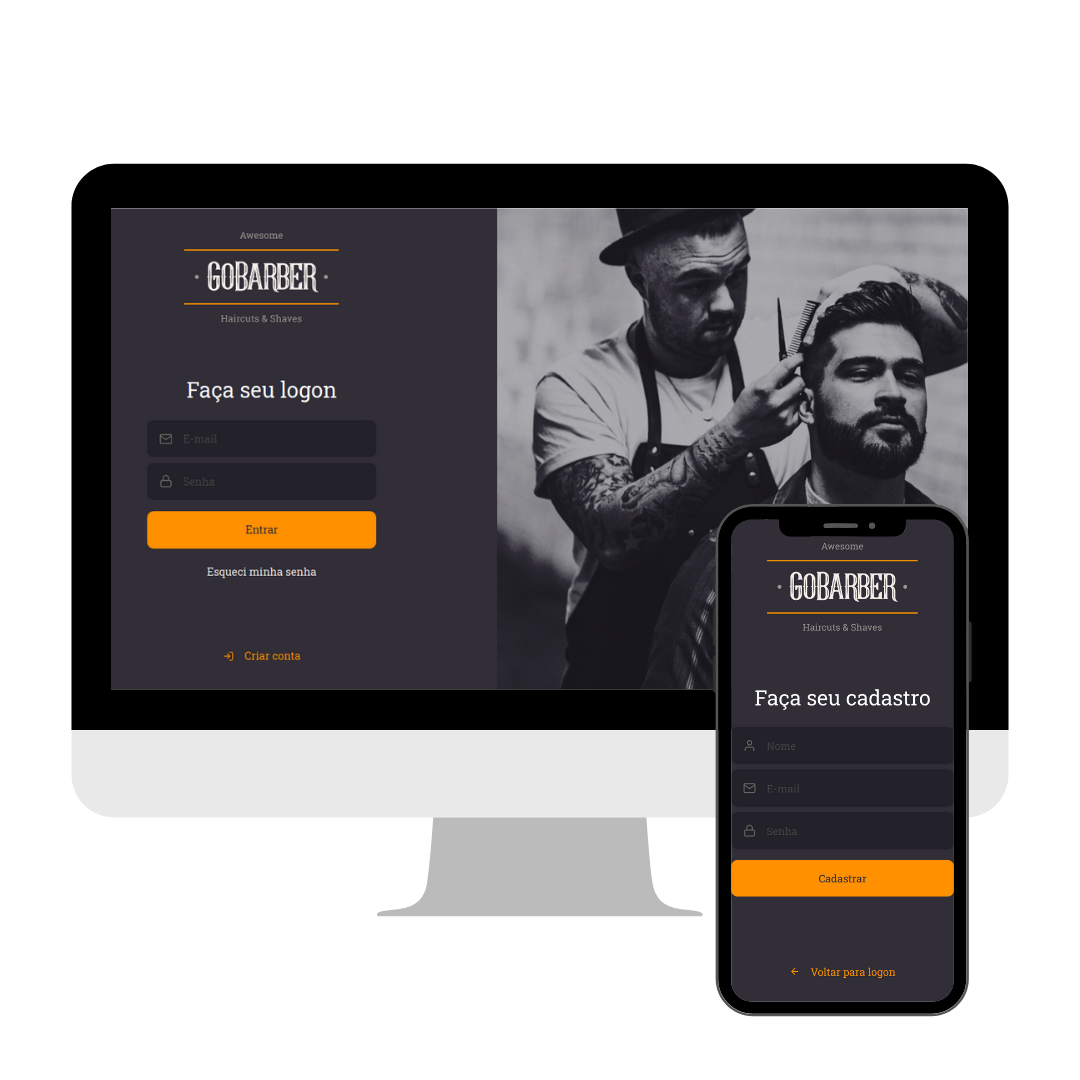 Awesome
GOBARBER
Haircuts & Shaves
Faça seu logon
E-mail
Senha
Entrar
Esqueci minha senha
Criar conta
Awesome
GOBARBER
Haircuts & Shaves
Faça seu cadastro
Nome
E-mail
Senha
Cadastrar
Voltar para logon